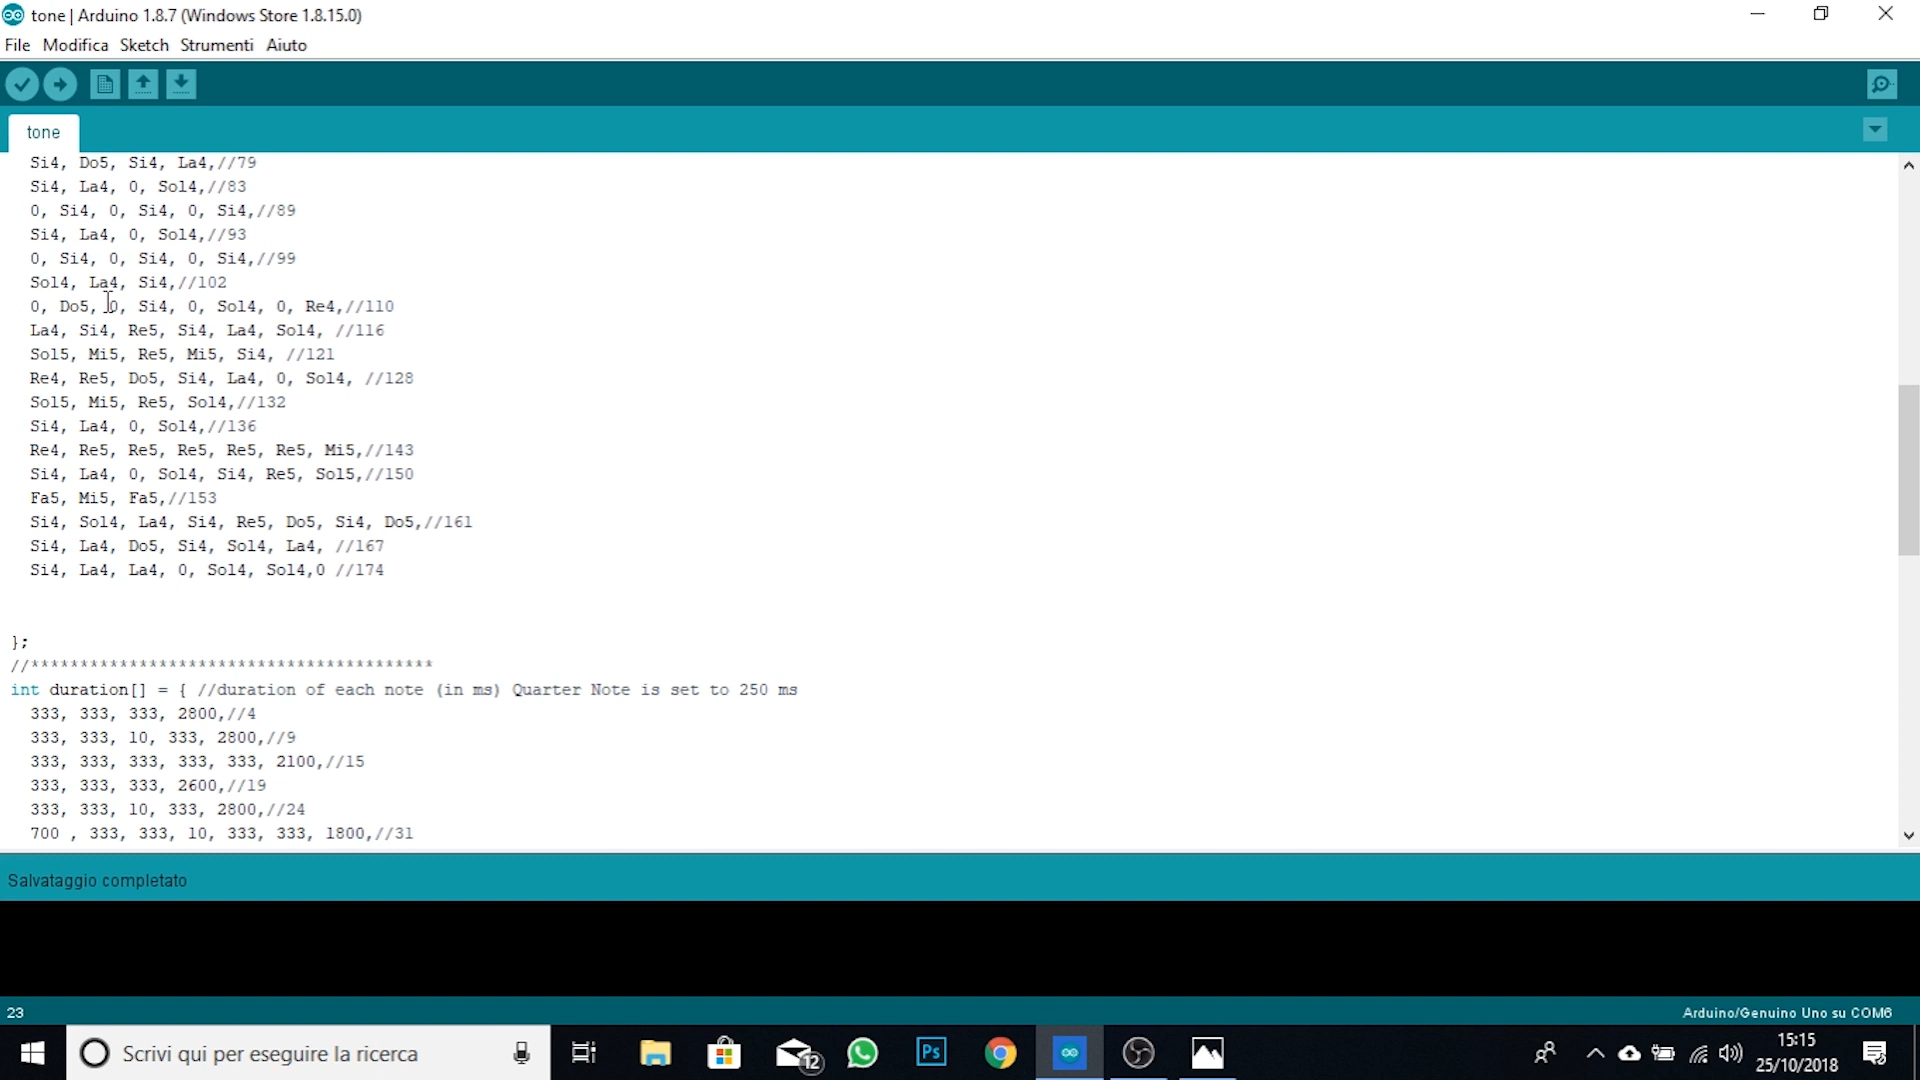 tone | Arduino 1.8.7 (Windows Store 1.8.15.0)
File Modifica Sketch Strumenti Aiuto
tone
Si4, Do5, Si4, La4,//79
Si4, La4, 0, Sol4,//83
0, Si4, 0, Si4, 0, Si4,//89
Si4, La4, 0, Sol4,//93
0, Si4, 0, Si4, 0, Si4,//99
Sol4, La4, Si4,//102
0, Do5, 0, Si4, 0, Sol4, 0, Re4,//110
La4, Si4, Re5, Si4, La4, Sol4, //116
Sol5, Mi5, Re5, Mi5, Si4, //121
Re4, Re5, Do5, Si4, La4, 0, Sol4, //128
Sol5, Mi5, Re5, Sol4,//132
Si4, La4, 0, Sol4,//136
Re4, Re5, Re5, Re5, Re5, Re5, Mi5,//143
Si4, La4, 0, Sol4, Si4, Re5, Sol5,//150
Fa5, Mi5, Fa5,//153
Si4, Sol4, La4, Si4, Re5, Do5, Si4, Do5,//161
Si4, La4, Do5, Si4, Sol4, La4, //167
Si4, La4, La4, 0, Sol4, Sol4,0 //174
};
//*****************************************
int duration[] = { //duration of each note (in ms) Quarter Note is set to 250 ms
333, 333, 333, 2800,//4
333, 333, 10, 333, 2800,//9
333, 333, 333, 333, 333, 2100,//15
333, 333, 333, 2600,//19
333, 333, 10, 333, 2800,//24
700 , 333, 333, 10, 333, 333, 1800,//31
Salvataggio completato
23
Arduino/Genuino Uno su COM6
Scrivi qui per eseguire la ricerca
12
Ps
15:15
25/10/2018